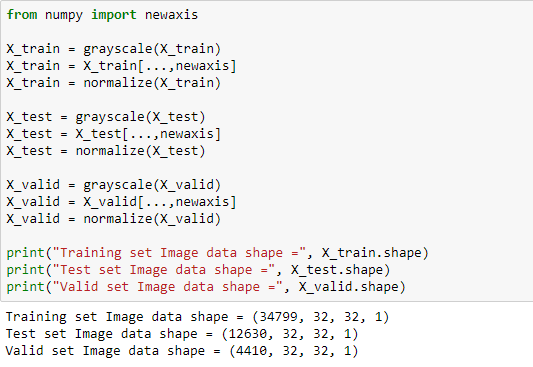 from numpy import newaxis
X_train = grayscale(X_train)
X_train = X_train[...,newaxis]
X_train = normalize(X_train)
X_test = grayscale(X_test)
X_test = X_test[...,newaxis]
X_test = normalize(X_test)
X_valid = grayscale(X_valid)
X_valid = X_valid[...,newaxis]
X_valid = normalize(X_valid)
print("Training set Image data shape =", X_train.shape)
print("Test set Image data shape =", X_test.shape)
print("Valid set Image data shape =", X_valid.shape)
Training set Image data shape = (34799, 32, 32, 1)
Test set Image data shape = (12630, 32, 32, 1)
Valid set Image data shape = (4410, 32, 32, 1)